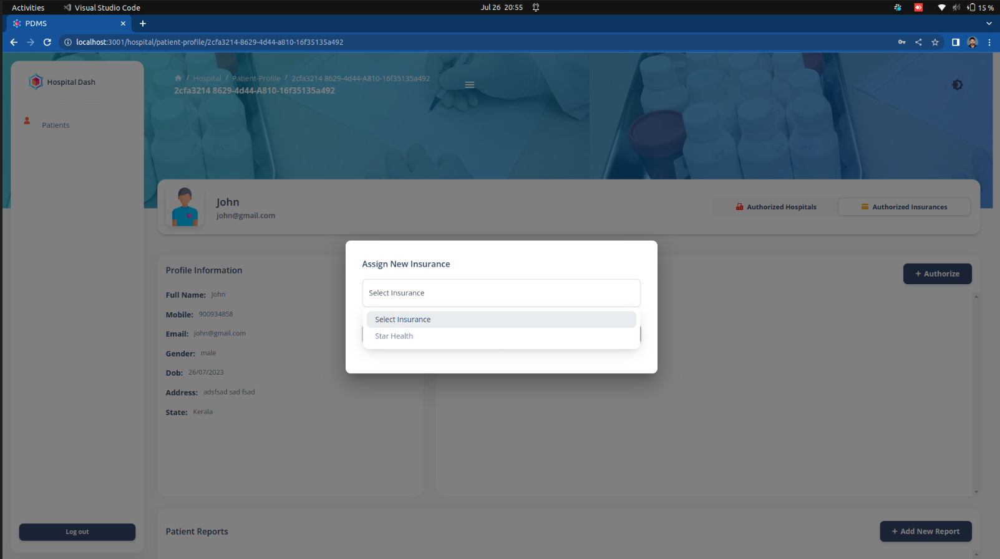 Activities
Visual Studio Code
Jul 26 20:55
15 %
PDMS
localhost:3001/hospital/patient-profile/2cfa3214-8629-4d44-a810-16f35135a492
Hospital Dash
/ Hospital / Patient-Profile / 2cfa3214 8629-4d44-A810-16f35135a492
2cfa3214 8629-4d44-A810-16f35135a492
Patients
John
john@gmail.com
Authorized Hospitals
Authorized Insurances
Assign New Insurance
Select Insurance
Select Insurance
Star Health
Profile Information
+ Authorize
Full Name: John
Mobile: 900934858
Email: john@gmail.com
Gender: male
Dob: 26/07/2023
Address: adsfsad sad fsad
State: Kerala
Log out
Patient Reports
+ Add New Report